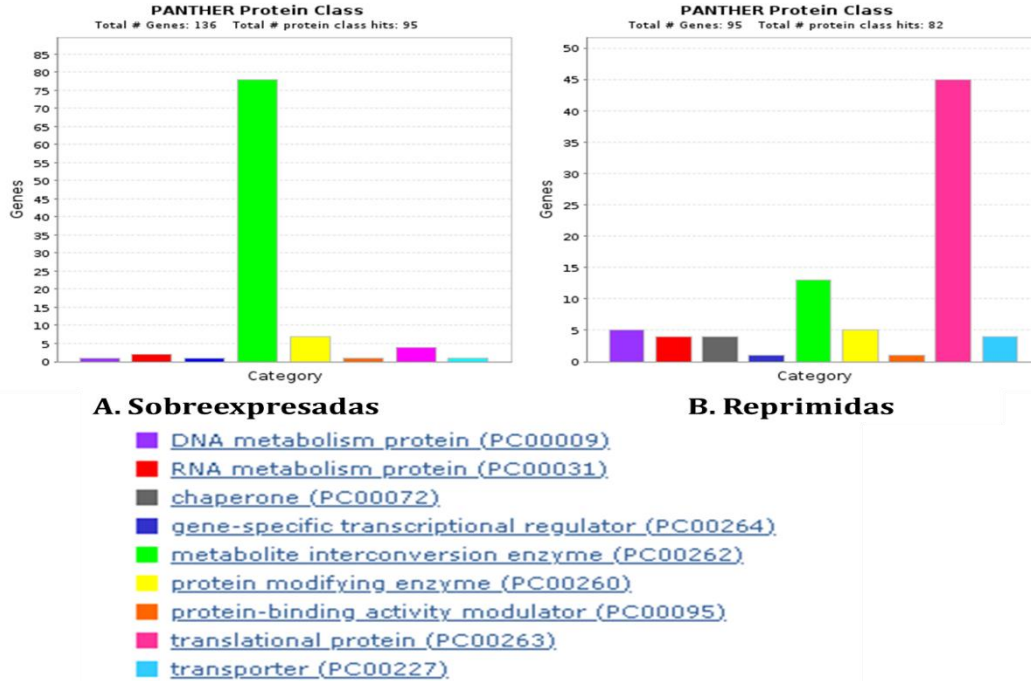 PANTHER Protein Class
Total # Genes: 136 Total # protein class hits: 95
85
80
75
70
65
60
55
50
45
40
35
30
25
20
15
10
5
0
Genes
Category
A. Sobreexpresadas
PANTHER Protein Class
Total # Genes: 95 Total # protein class hits: 82
50
45
40
35
30
25
20
15
10
5
0
Genes
Category
B. Reprimidas
DNA metabolism protein (PC00009)
RNA metabolism protein (PC00031)
chaperone (PC00072)
gene-specific transcriptional regulator (PC00264)
metabolite interconversion enzyme (PC00262)
protein modifying enzyme (PC00260)
protein-binding activity modulator (PC00095)
translational protein (PC00263)
transporter (PC00227)